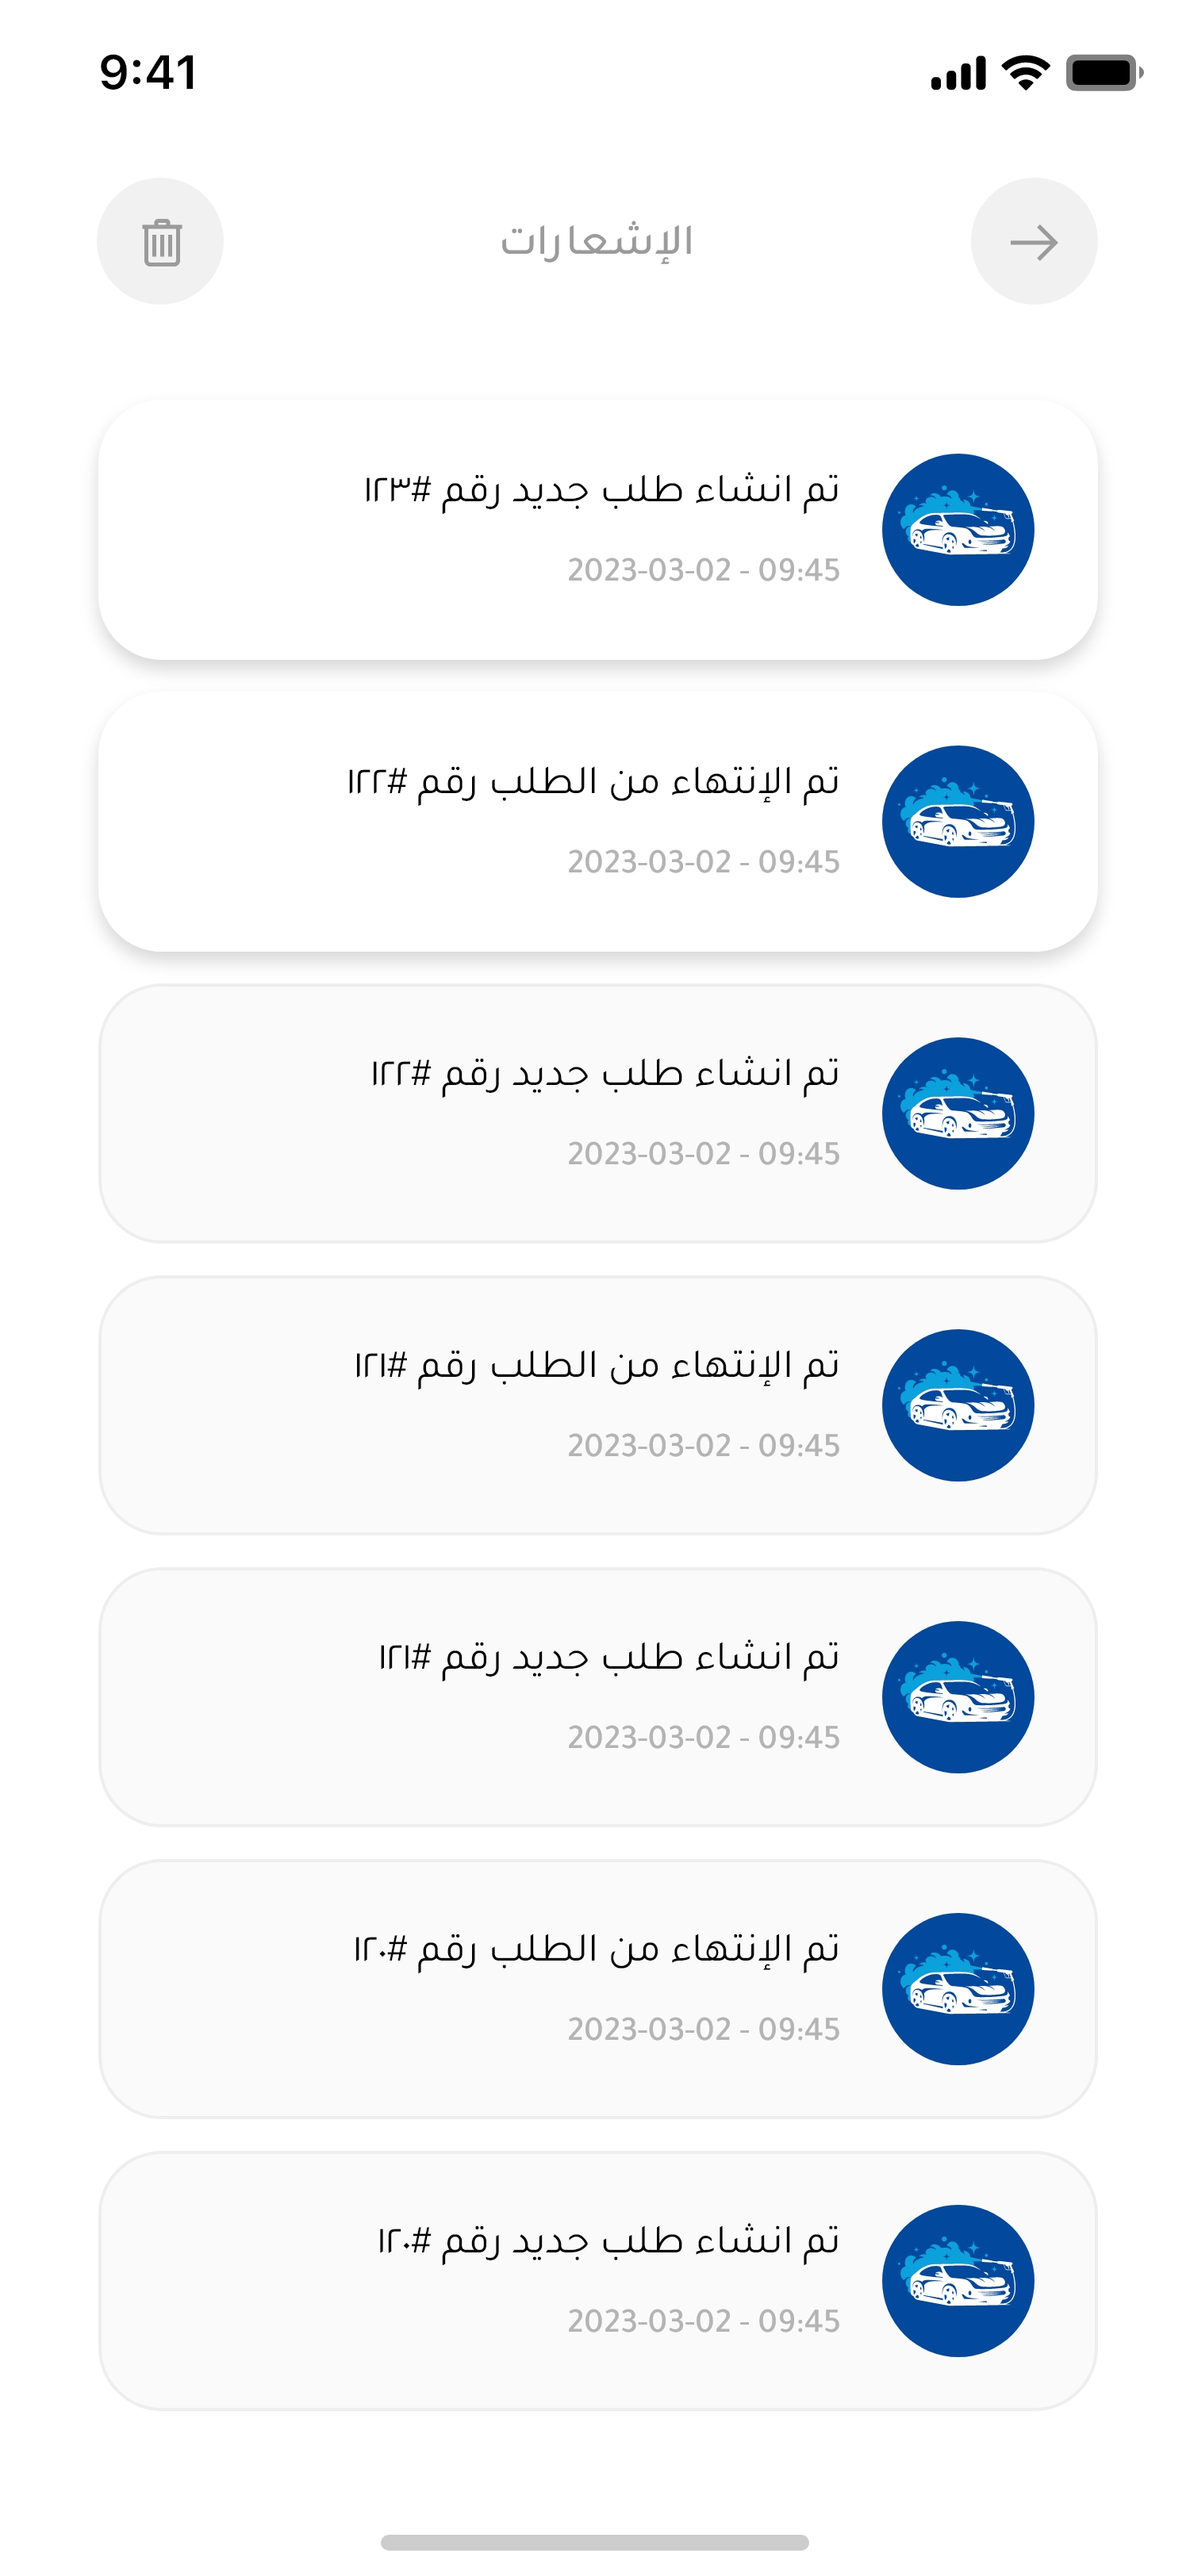 9:41
الإشعارات
تم انشاء طلب جديد رقم #١٢٣
2023-03-02 - 09:45
تم الإنتهاء من الطلب رقم #١٢٢
2023-03-02 - 09:45
تم انشاء طلب جديد رقم #١٢٢
2023-03-02 - 09:45
تم الإنتهاء من الطلب رقم #١٢١
2023-03-02 - 09:45
تم انشاء طلب جديد رقم #١٢١
2023-03-02 - 09:45
تم الإنتهاء من الطلب رقم #١٢٠
2023-03-02 - 09:45
تم انشاء طلب جديد رقم #١٢٠
2023-03-02 - 09:45